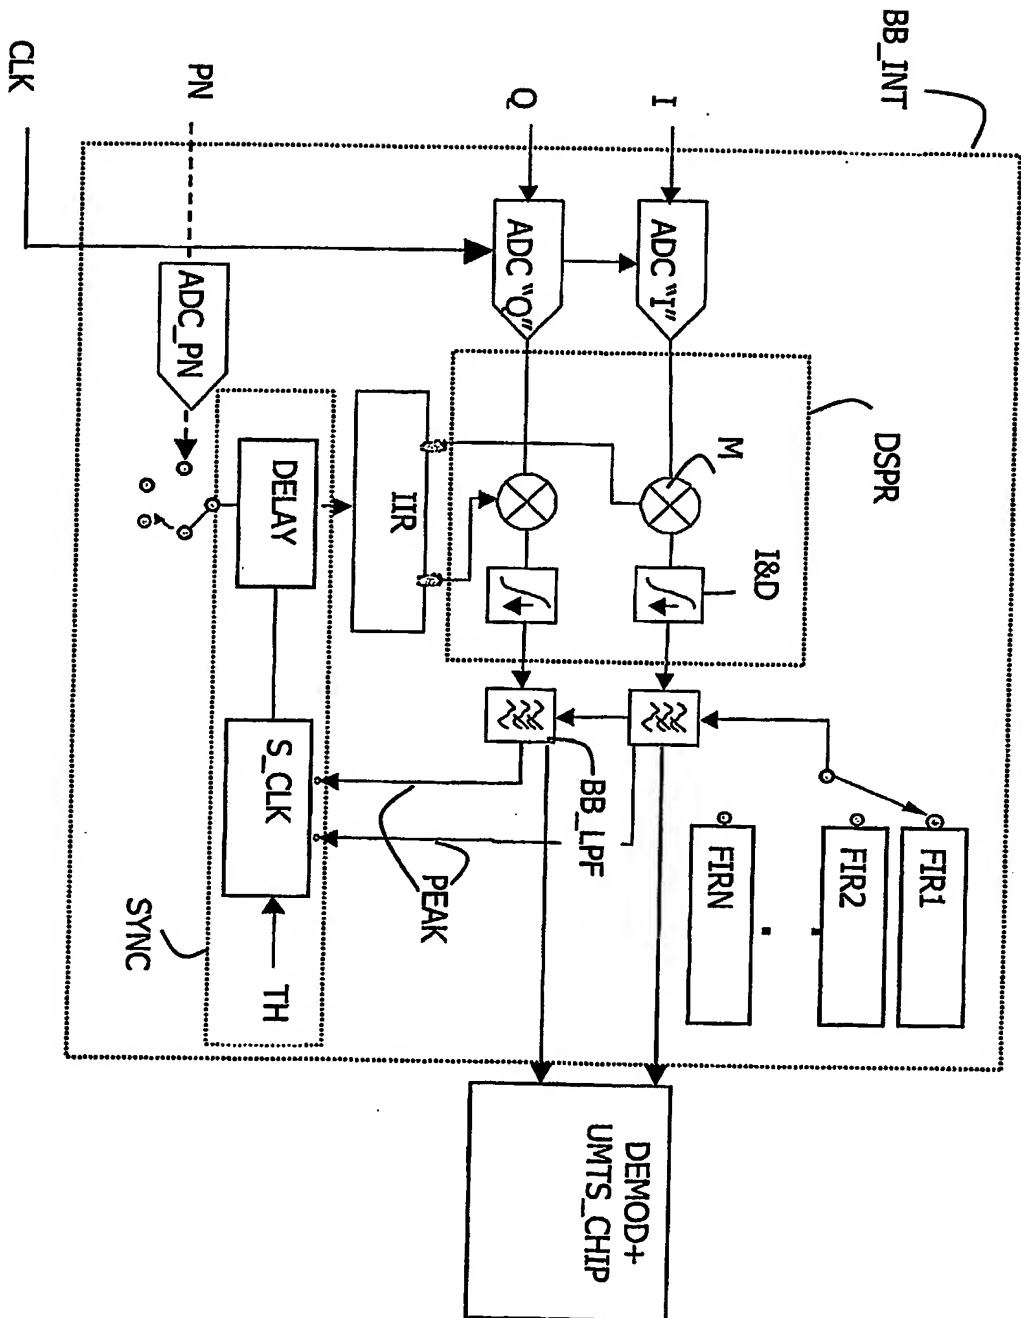 BB_INT
I
Q
PN
CLK
ADC "I"
ADC "Q"
ADC_PN
DSPR
M
I&D
IIR
DELAY
S_CLK
TH
SYNC
PEAK
BB_LPF
FIR1
FIR2
FIRN
DEMOD+
UMTS_CHIP